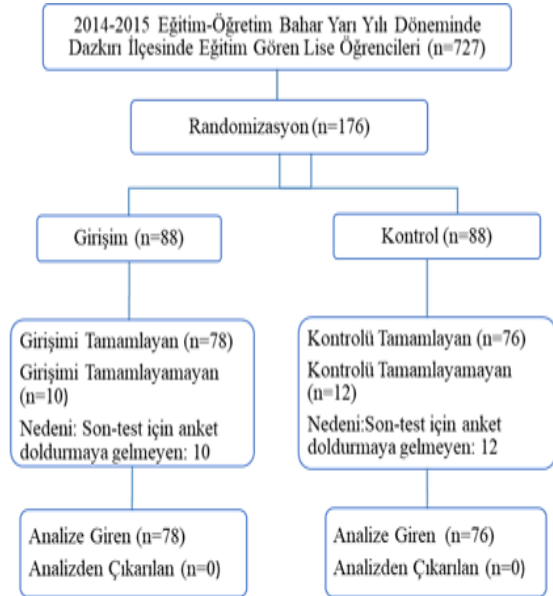 2014-2015 Eğitim-Öğretim Bahar Yarı Yılı Döneminde
Dazkırı İlçesinde Eğitim Gören Lise Öğrencileri (n=727)
Randomizasyon (n=176)
Girişim (n=88)
Kontrol (n=88)
Girişimi Tamamlayan (n=78)
Girişimi Tamamlayamayan
(n=10)
Nedeni: Son-test için anket
doldurmaya gelmeyen: 10
Kontrolü Tamamlayan (n=76)
Kontrolü Tamamlayamayan
(n=12)
Nedeni:Son-test için anket
doldurmaya gelmeyen: 12
Analize Giren (n=78)
Analizden Çıkarılan (n=0)
Analize Giren (n=76)
Analizden Çıkarılan (n=0)